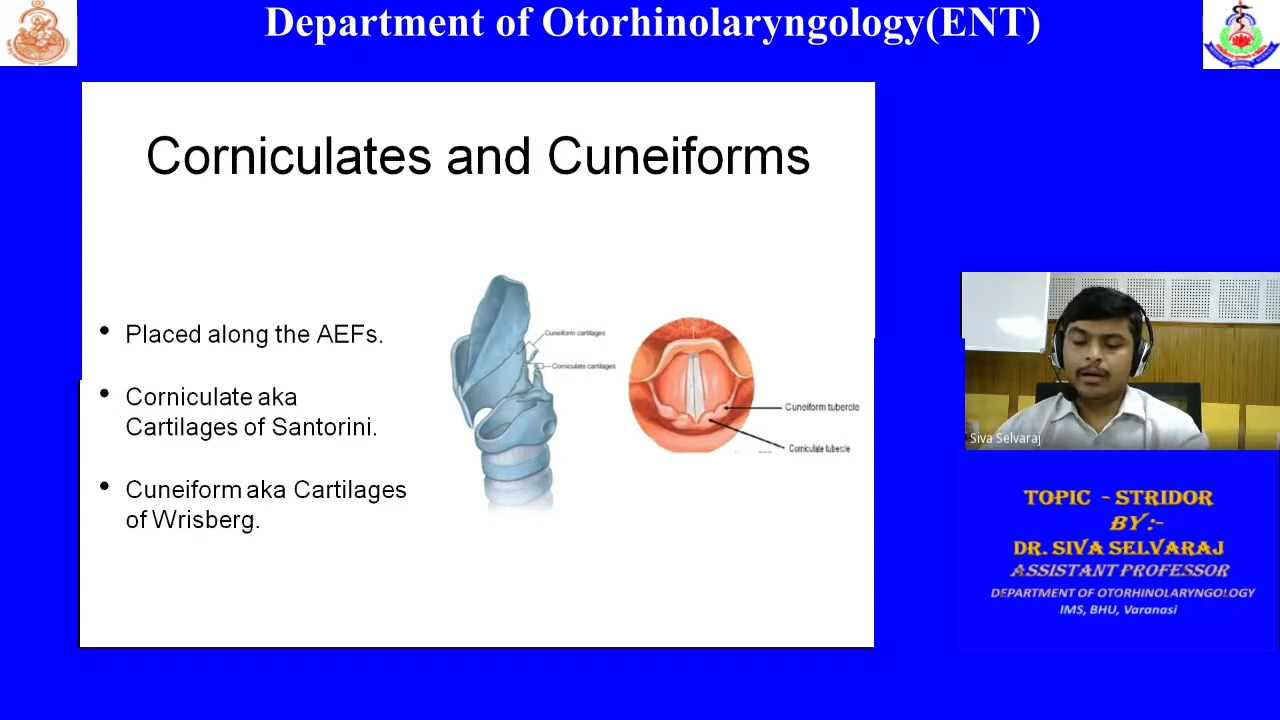 Department of Otorhinolaryngology(ENT)
Corniculates and Cuneiforms
• Placed along the AEFs.
• Corniculate aka
Cartilages of Santorini.
• Cuneiform aka Cartilages
of Wrisberg.
Cuneiform cartilages
Corniculate cartilages
Cuneiform tubercle
Corniculate tubercle
Siva Selvaraj
TOPIC - STRIDOR
BY:-
DR. SIVA SELVARAJ
ASSISTANT PROFESSOR
DEPARTMENT OF OTORHINOLARYNGOLOGY
IMS, BHU, Varanasi